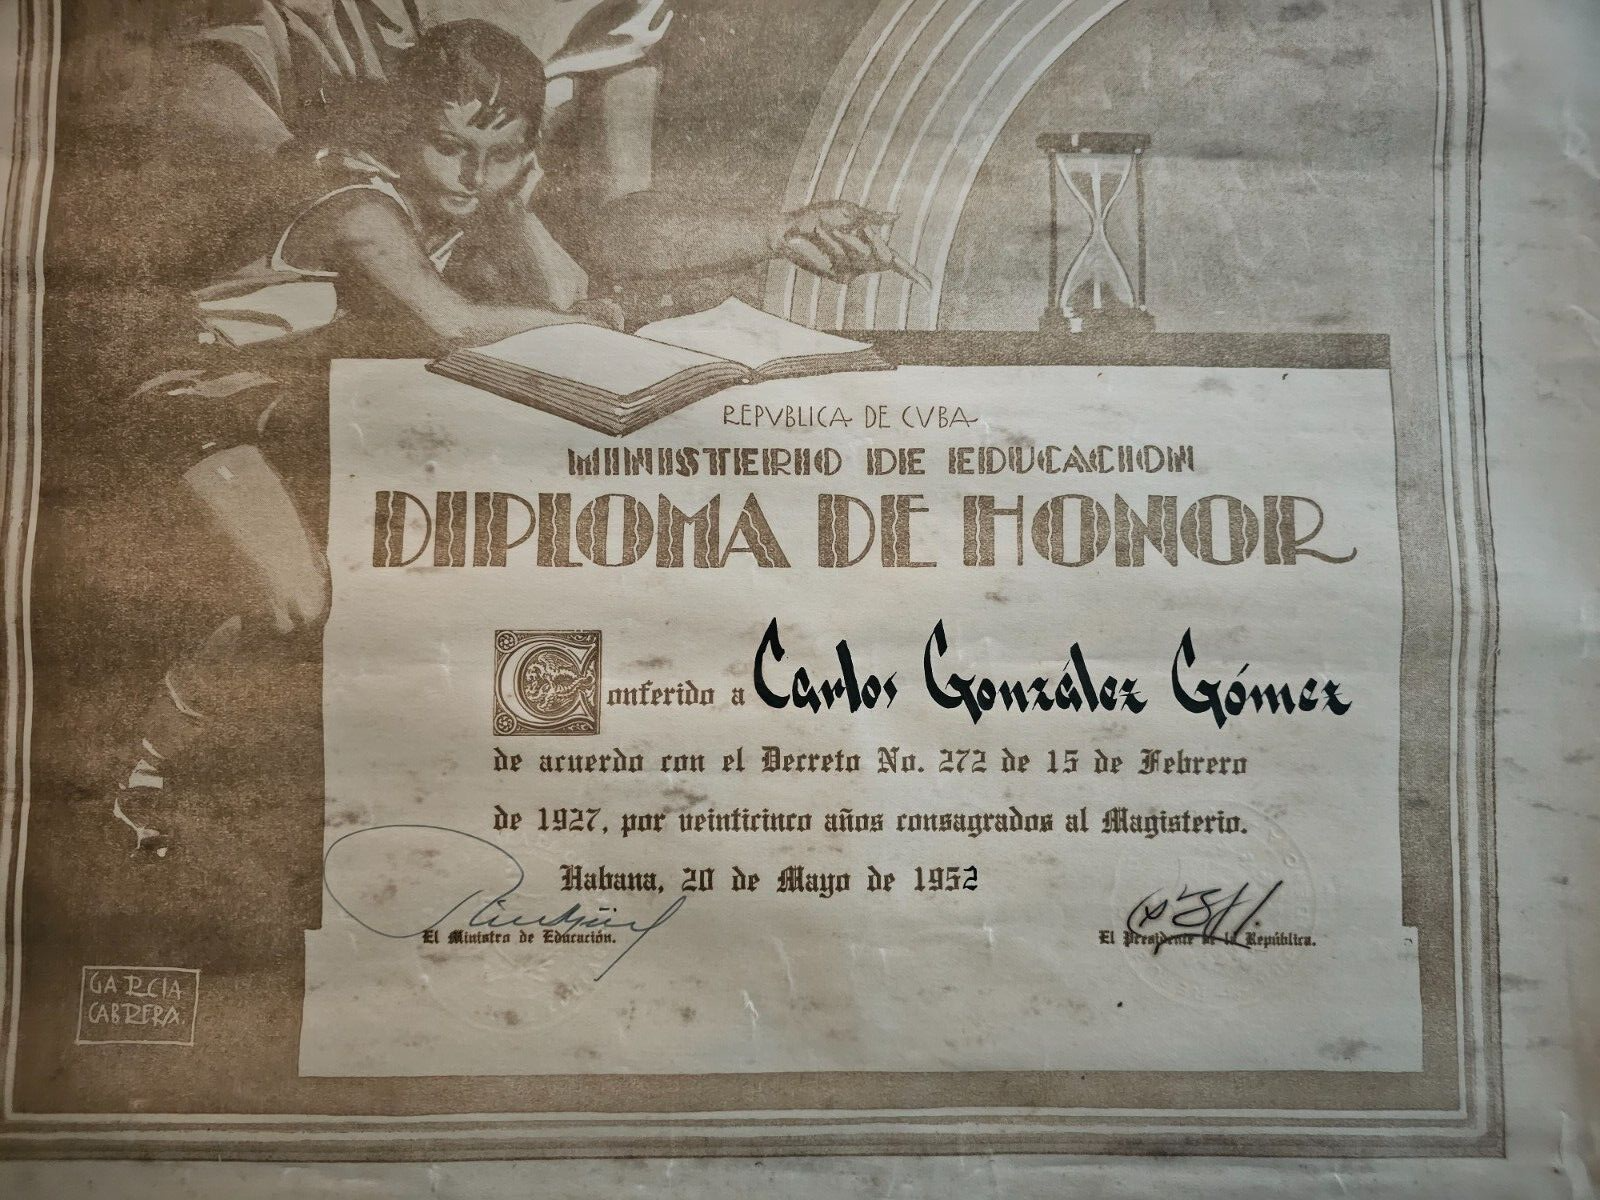 REPVBLICA DE CVBA
MINISTERIO DE EDUCACION
DIPLOMA DE HONOR
Conferido a Carlos González Gómez
de acuerdo con el Decreto No. 272 de 15 de Febrero
de 1927, por veinticinco años consagrados al Magisterio.
Habana, 20 de Mayo de 1952
El Ministro de Educación.
El Presidente de la República.
GARCIA
CABRERA.